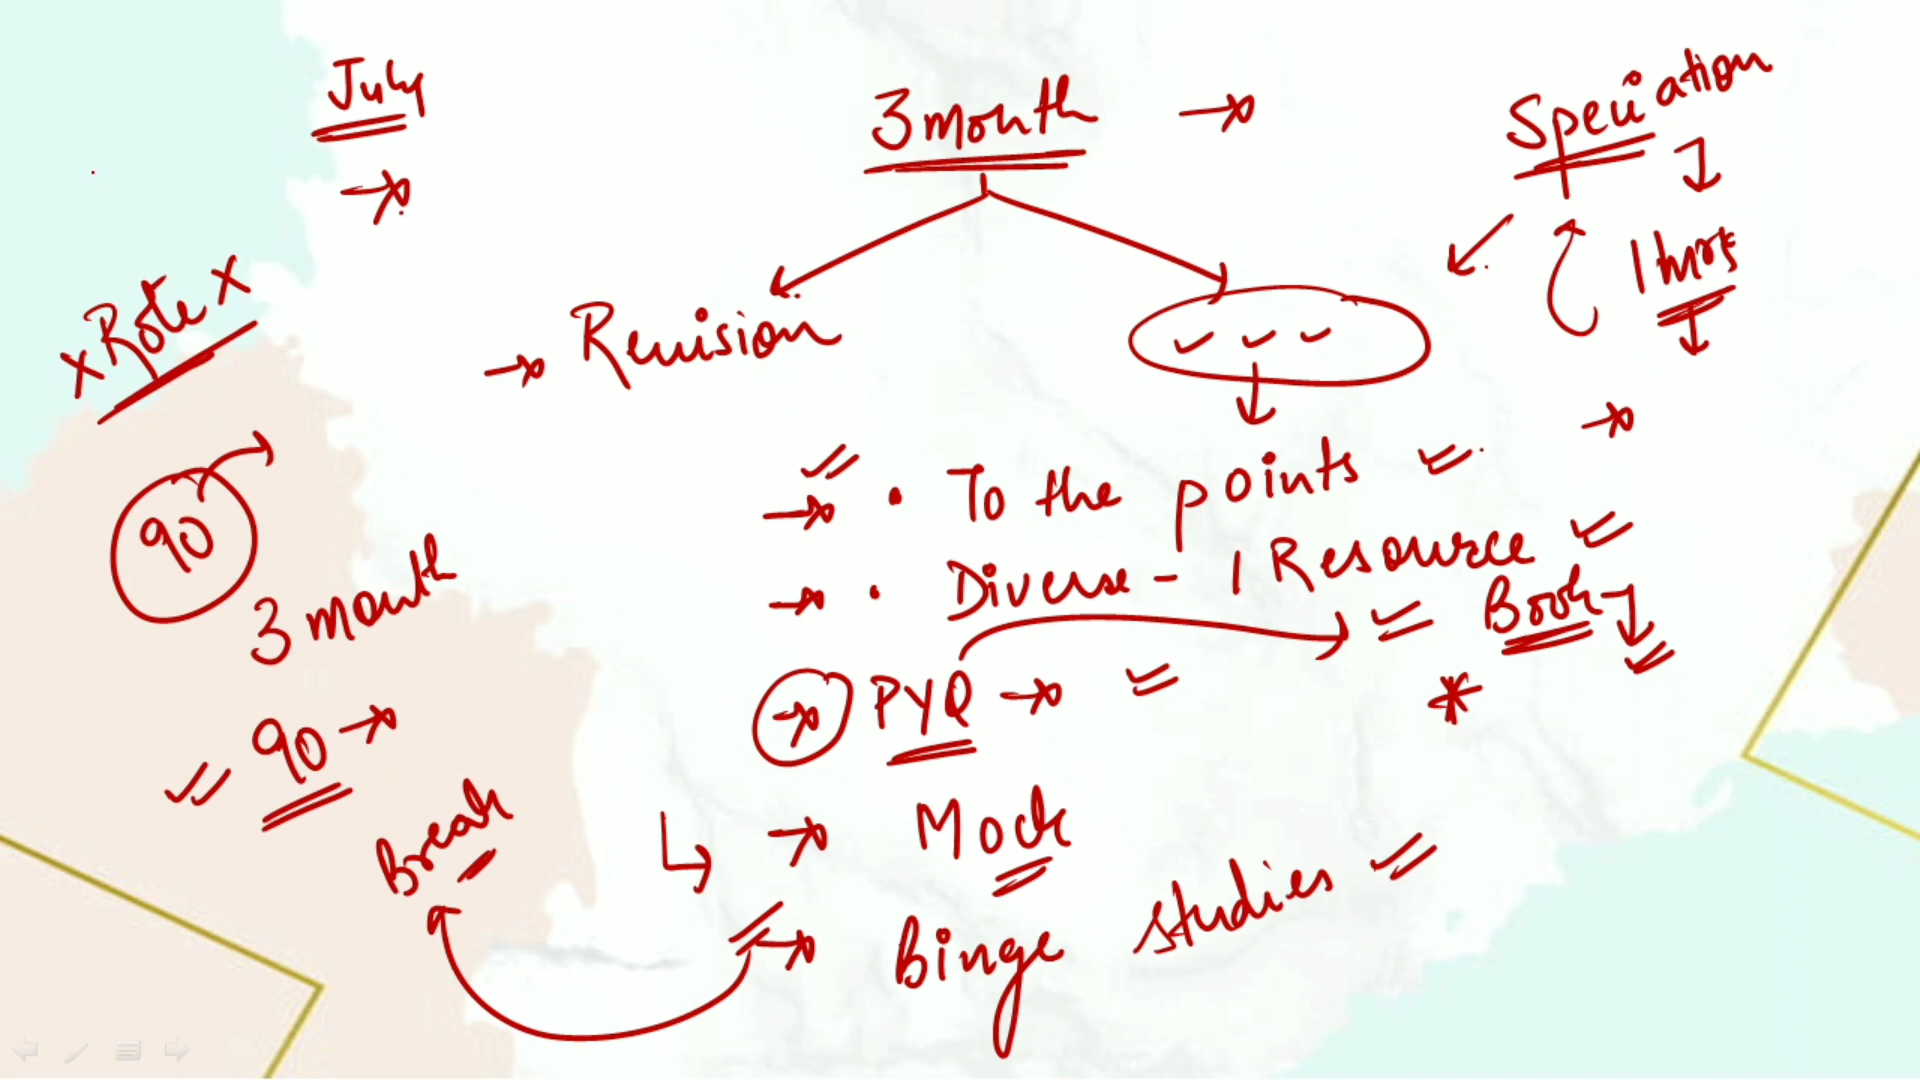 July
3 month
Speciation
1 hrs
x Rote x
Revision
To the points
90
Diverse - 1 Resource
3 month
Book
PYQ
90
Mock
Break
Binge studies